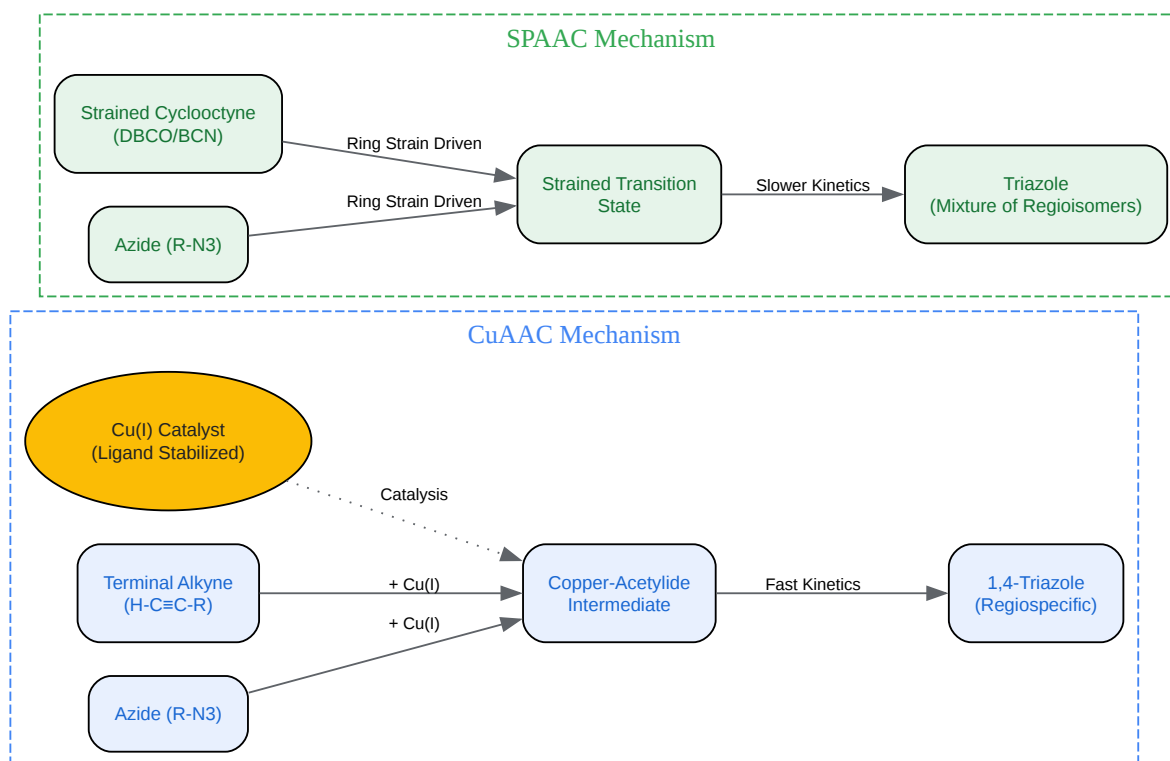 SPAAC Mechanism
Strained Cyclooctyne
(DBCO/BCN)
Ring Strain Driven
Azide (R-N3)
Ring Strain Driven
Strained Transition
State
Slower Kinetics
Triazole
(Mixture of Regioisomers)
CuAAC Mechanism
Cu(I) Catalyst
(Ligand Stabilized)
Catalysis
Terminal Alkyne
(H-C≡C-R)
+ Cu(I)
Azide (R-N3)
+ Cu(I)
Copper-Acetylide
Intermediate
Fast Kinetics
1,4-Triazole
(Regiospecific)